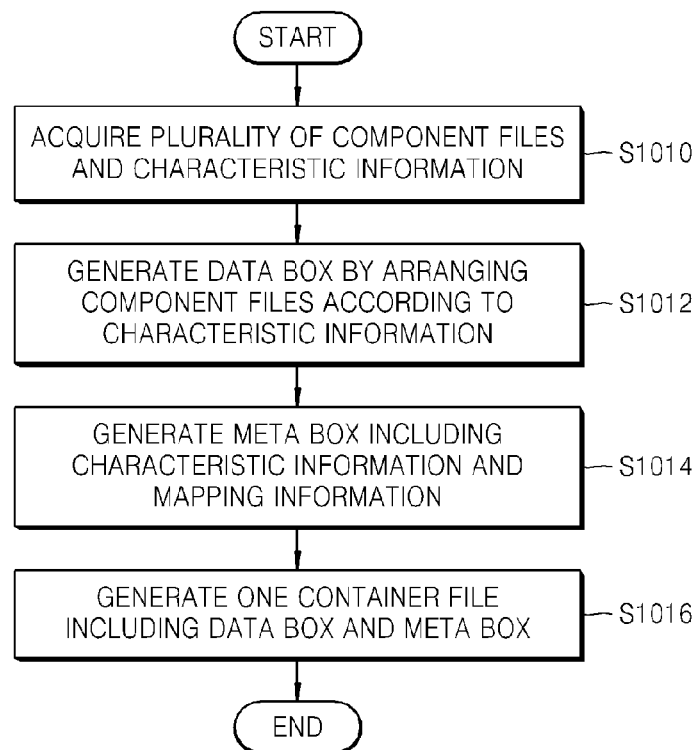 START
ACQUIRE PLURALITY OF COMPONENT FILES
AND CHARACTERISTIC INFORMATION
S1010
GENERATE DATA BOX BY ARRANGING
COMPONENT FILES ACCORDING TO
CHARACTERISTIC INFORMATION
S1012
GENERATE META BOX INCLUDING
CHARACTERISTIC INFORMATION AND
MAPPING INFORMATION
S1014
GENERATE ONE CONTAINER FILE
INCLUDING DATA BOX AND META BOX
S1016
END